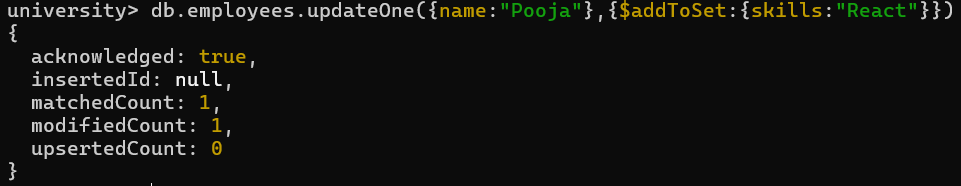 university> db.employees.updateOne({name:"Pooja"},{$addToSet:{skills:"React"}})
{
  acknowledged: true,
  insertedId: null,
  matchedCount: 1,
  modifiedCount: 1,
  upsertedCount: 0
}